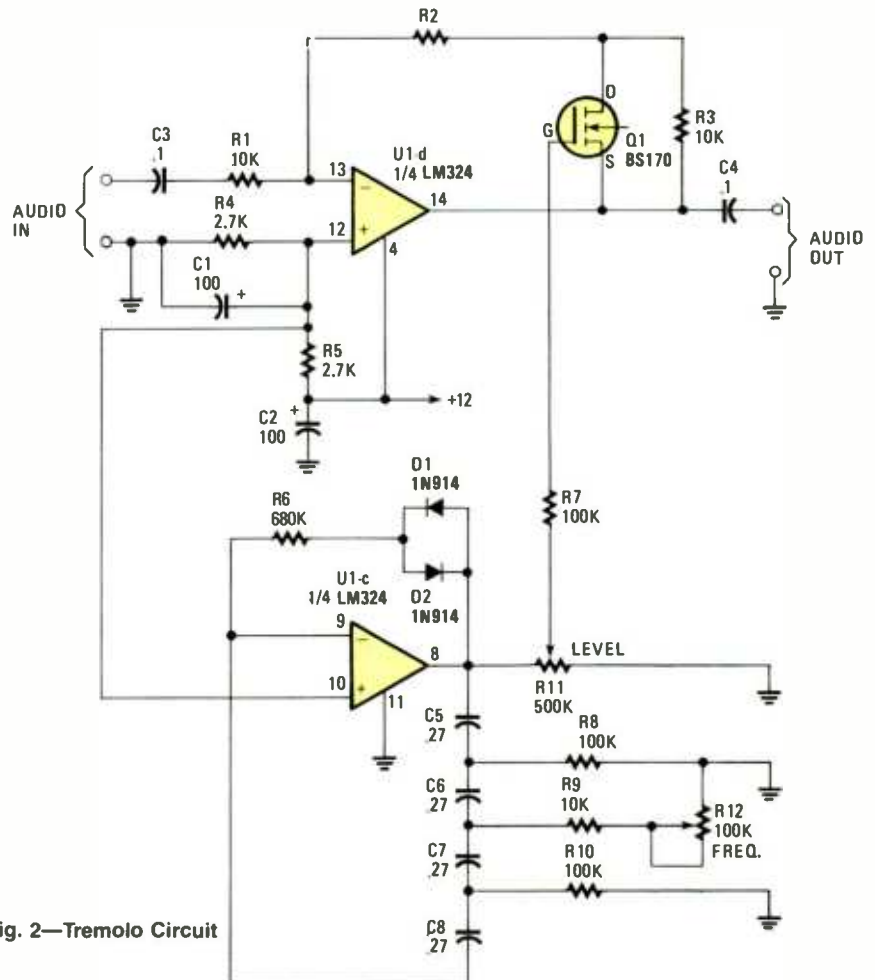 R2
r
D
G
S
Q1
BS170
R3
10K
C3
.1
R1
10K
U1-d
1/4 LM324
13
−
12
+
14
4
C4
.1
AUDIO
IN
R4
2.7K
AUDIO
OUT
C1
100
+
R5
2.7K
+12
C2
100
+
D1
1N914
R6
680K
R7
100K
U1-c
1/4 LM324
D2
1N914
9
−
8
10
+
11
LEVEL
R11
500K
C5
.27
R8
100K
C6
.27
R9
10K
R12
100K
FREQ.
C7
.27
R10
100K
C8
.27
ig. 2—Tremolo Circuit